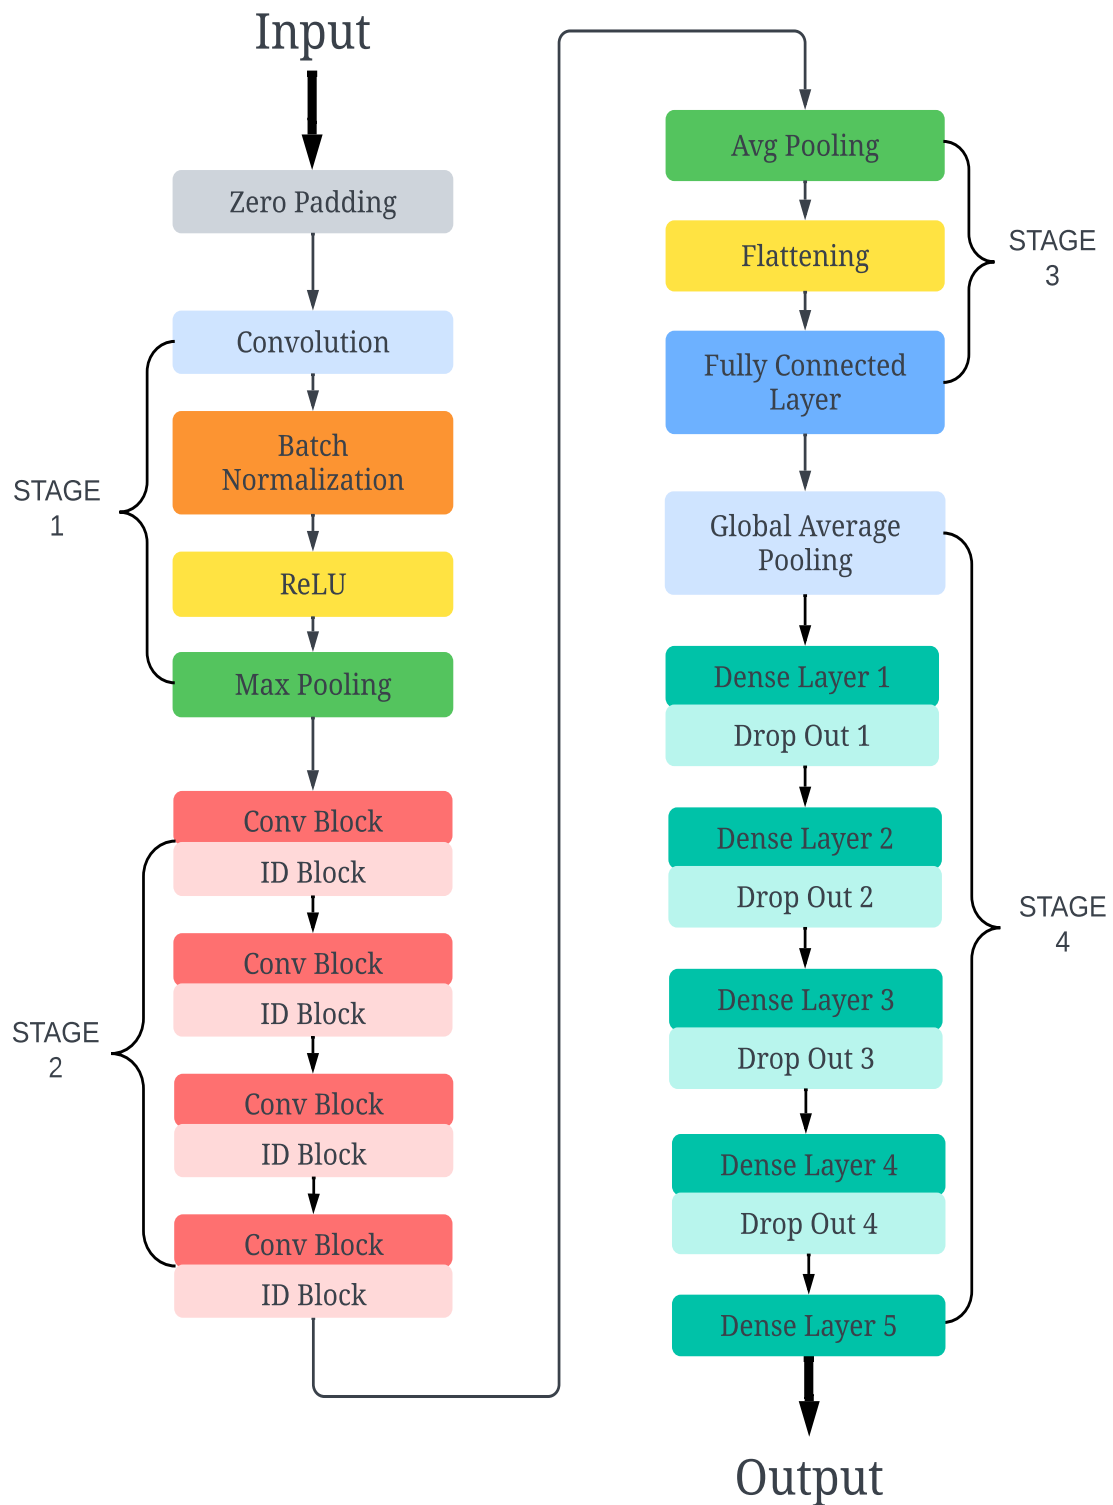 Input
Zero Padding
Convolution
Batch
Normalization
ReLU
Max Pooling
STAGE
1
Conv Block
ID Block
Conv Block
ID Block
Conv Block
ID Block
Conv Block
ID Block
STAGE
2
Avg Pooling
Flattening
Fully Connected
Layer
STAGE
3
Global Average
Pooling
Dense Layer 1
Drop Out 1
Dense Layer 2
Drop Out 2
Dense Layer 3
Drop Out 3
Dense Layer 4
Drop Out 4
Dense Layer 5
STAGE
4
Output